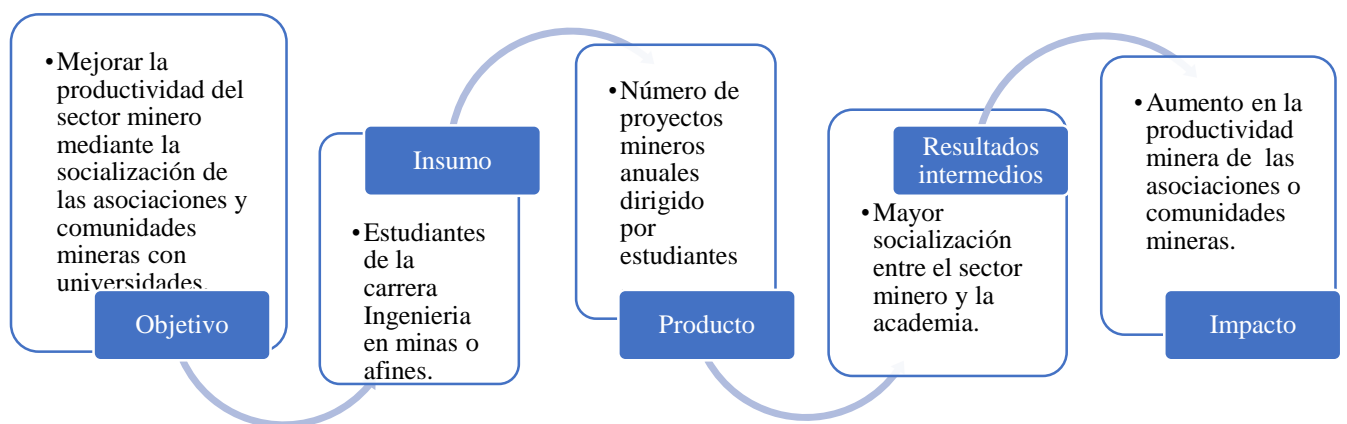 •Mejorar la
productividad del
sector minero
mediante la
socialización de
las asociaciones y
comunidades
mineras con
universidades.
Objetivo
Insumo
•Estudiantes
de la
carrera
Ingenieria
en minas o
afines.
•Número de
proyectos
mineros
anuales
dirigido
por
estudiantes
Producto
Resultados
intermedios
•Mayor
socialización
entre el sector
minero y la
academia.
•Aumento en la
productividad
minera de las
asociaciones o
comunidades
mineras.
Impacto